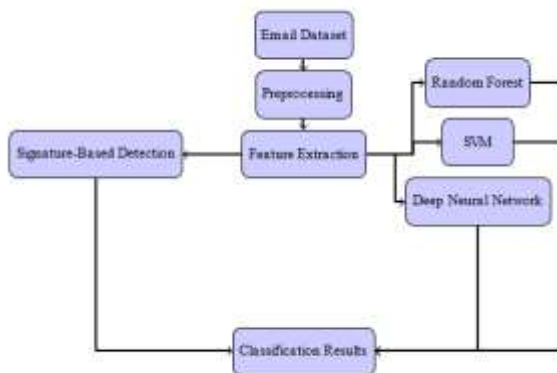 Email Dataset
Preprocessing
Random Forest
Signature-Based Detection
Feature Extraction
SVM
Deep Neural Network
Classification Results